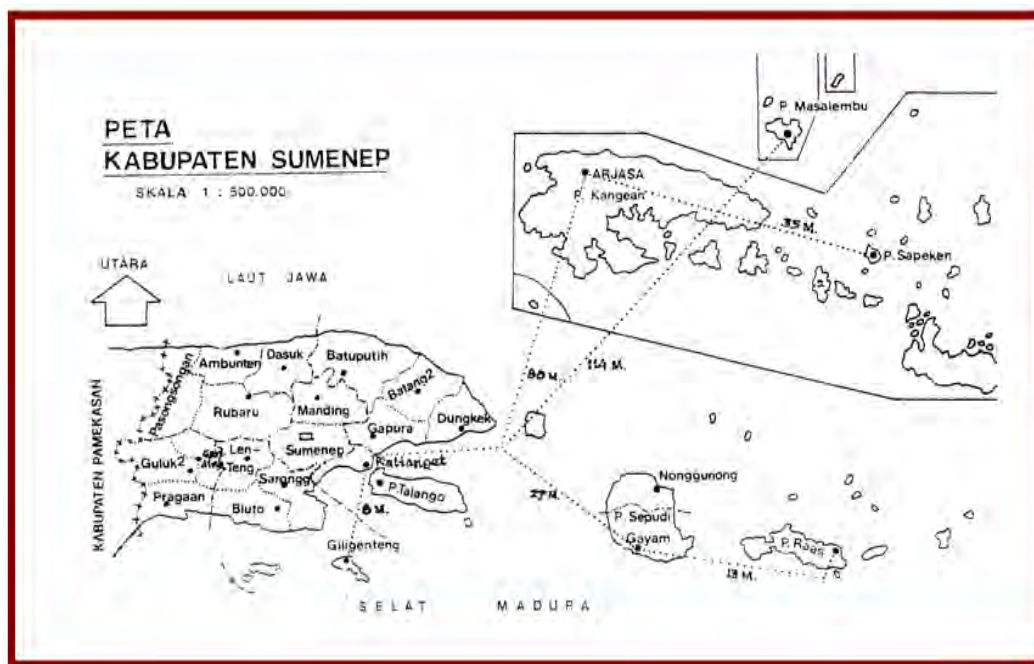 PETA
KABUPATEN SUMENEP
SKALA 1 : 500.000
UTARA
LAUT JAWA
P. Masalembu
ARJASA
P. Kangean
35 M.
P. Sapeken
80 M.
114 M.
KABUPATEN PAMEKASAN
Pasongsongan
Ambunten
Dasuk
Batuputih
Batang2
Rubaru
Manding
Dungkek
Gapura
Guluk2
Len-
Teng
Sumenep
Kalianget
Saronggi
P. Talango
Pragaan
Bluto
8 M.
Giligenteng
27 M.
Nonggunong
P. Sepudi
Gayam
P. Raas
13 M.
SELAT MADURA